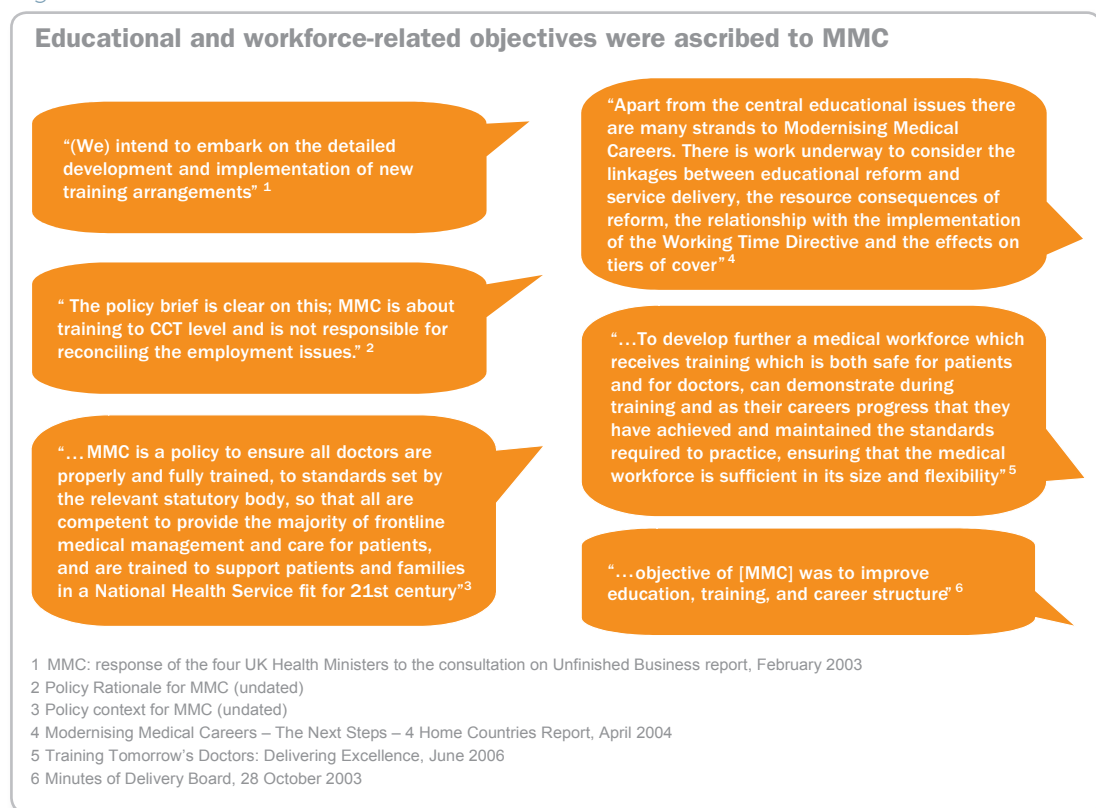 Educational and workforce-related objectives were ascribed to MMC
“(We) intend to embark on the detailed
development and implementation of new
training arrangements” 1
“ The policy brief is clear on this; MMC is about
training to CCT level and is not responsible for
reconciling the employment issues.” 2
“...MMC is a policy to ensure all doctors are
properly and fully trained, to standards set by
the relevant statutory body, so that all are
competent to provide the majority of frontline
medical management and care for patients,
and are trained to support patients and families
in a National Health Service fit for 21st century”3
“Apart from the central educational issues there
are many strands to Modernising Medical
Careers. There is work underway to consider the
linkages between educational reform and
service delivery, the resource consequences of
reform, the relationship with the implementation
of the Working Time Directive and the effects on
tiers of cover” 4
“...To develop further a medical workforce which
receives training which is both safe for patients
and for doctors, can demonstrate during
training and as their careers progress that they
have achieved and maintained the standards
required to practice, ensuring that the medical
workforce is sufficient in its size and flexibility” 5
“...objective of [MMC] was to improve
education, training, and career structure” 6
1 MMC: response of the four UK Health Ministers to the consultation on Unfinished Business report, February 2003
2 Policy Rationale for MMC (undated)
3 Policy context for MMC (undated)
4 Modernising Medical Careers – The Next Steps – 4 Home Countries Report, April 2004
5 Training Tomorrow’s Doctors: Delivering Excellence, June 2006
6 Minutes of Delivery Board, 28 October 2003